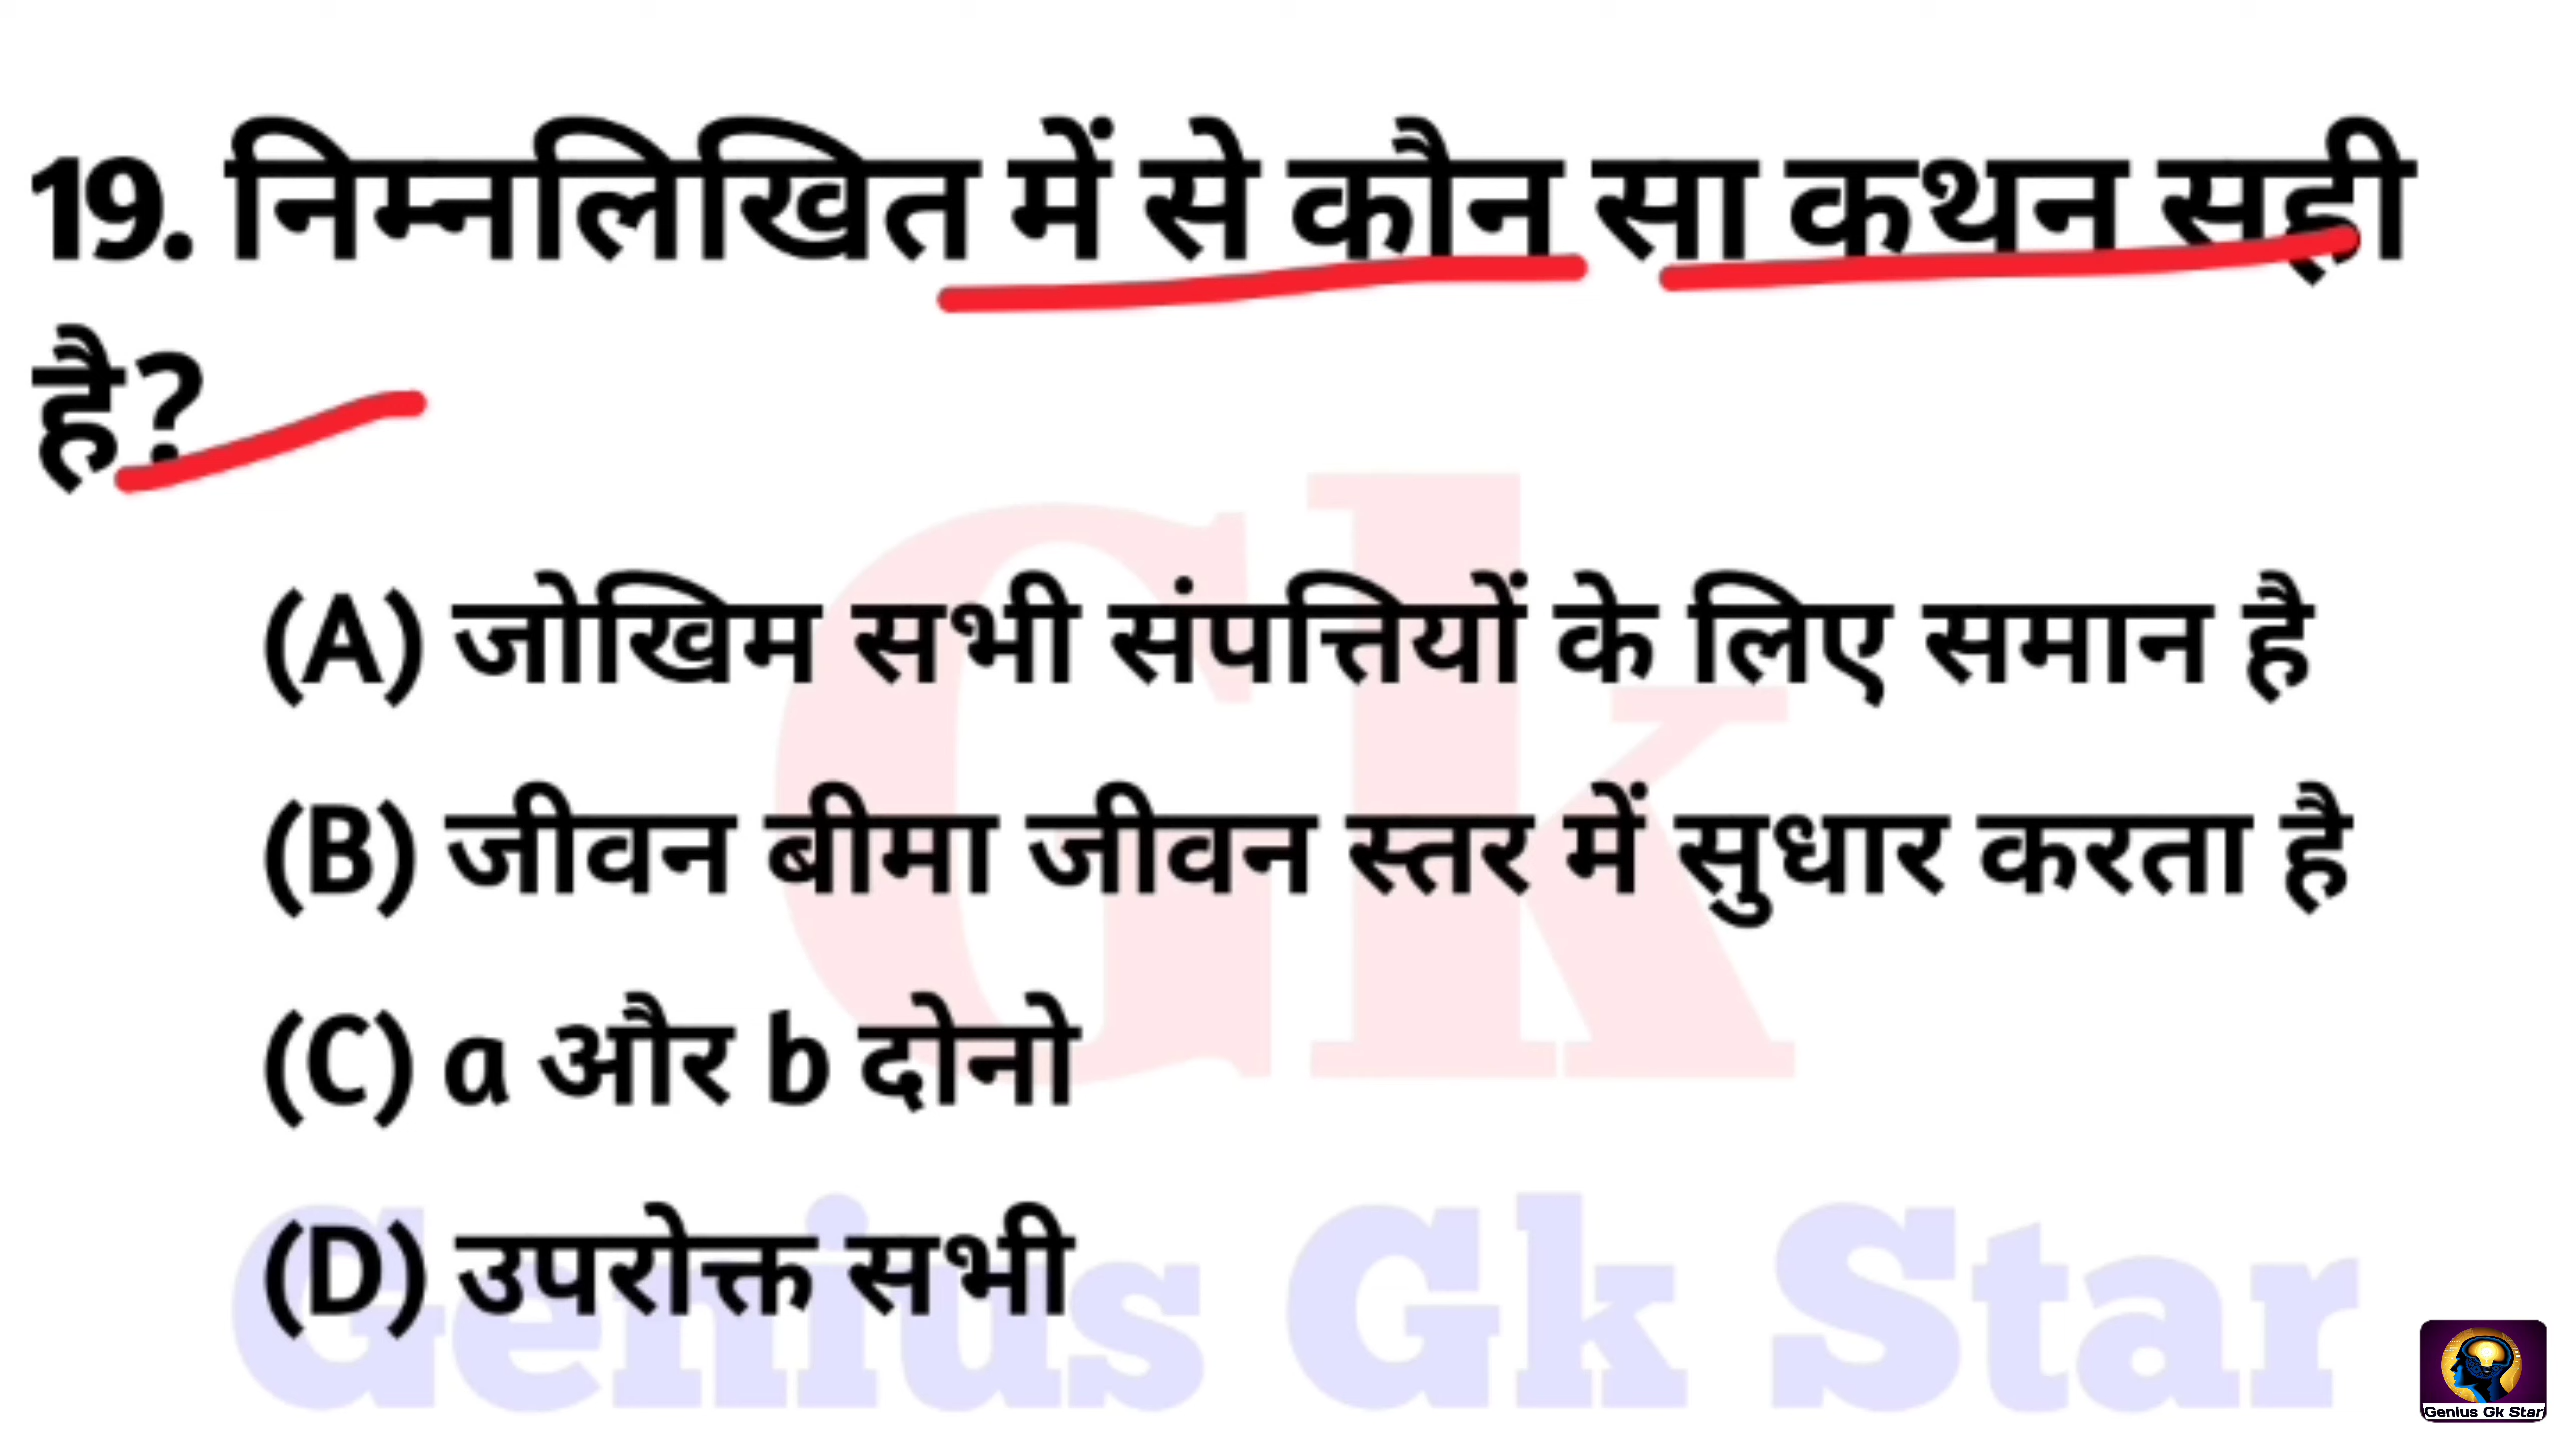 19. निम्नलिखित में से कौन सा कथन सही
है?
(A) जोखिम सभी संपत्तियों के लिए समान है
(B) जीवन बीमा जीवन स्तर में सुधार करता है
(C) a और b दोनो
(D) उपरोक्त सभी
Gk
Genius Gk Star
Genius Gk Star